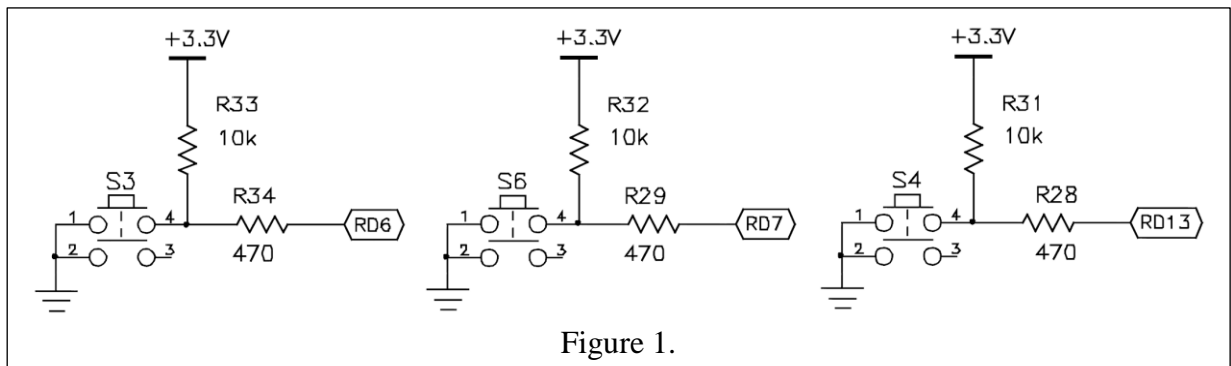 +3.3V
R33
10k
S3
R34
1
4
RD6
2
3
470
+3.3V
R32
10k
S6
R29
1
4
RD7
2
3
470
+3.3V
R31
10k
S4
R28
1
4
RD13
2
3
470
Figure 1.